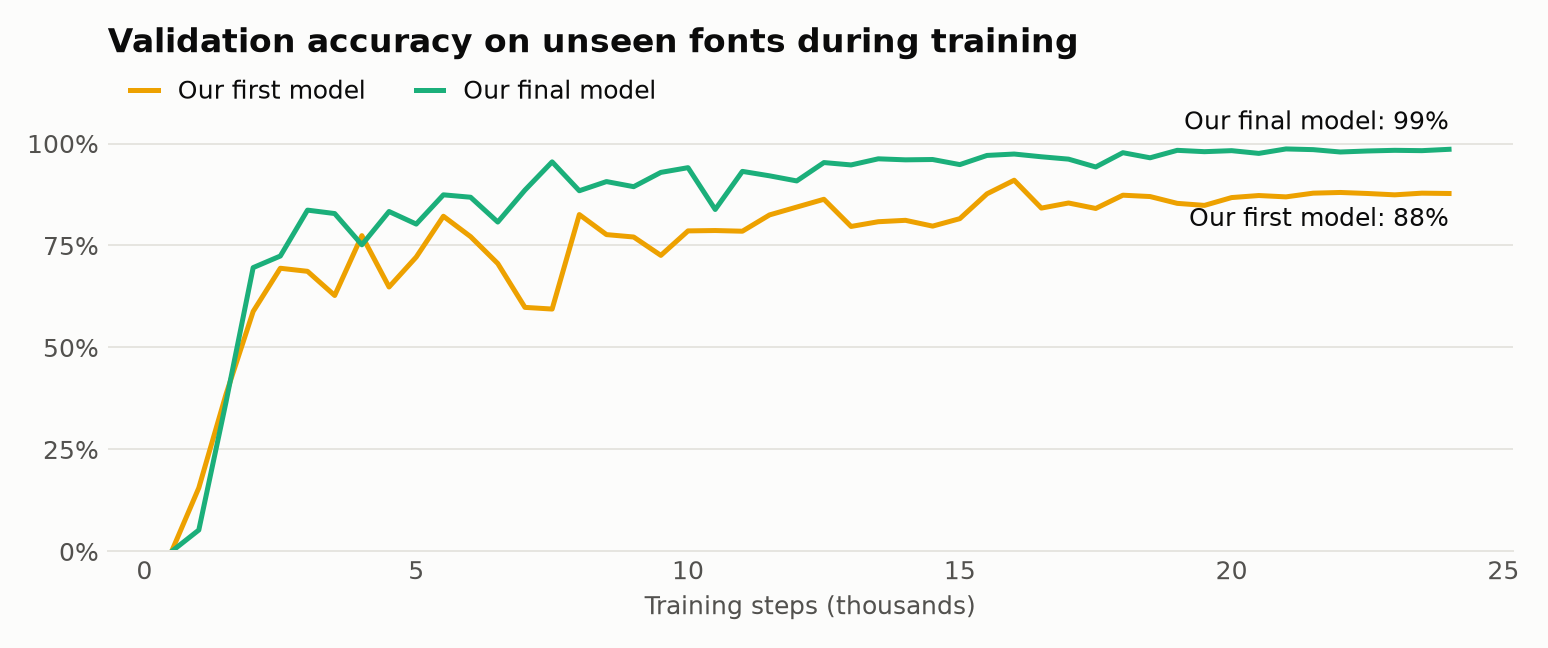 Validation accuracy on unseen fonts during training
Our first model
Our final model
Our final model: 99%
100%
Our first model: 88%
75%
50%
25%
0%
0 5 10 15 20 25
Training steps (thousands)